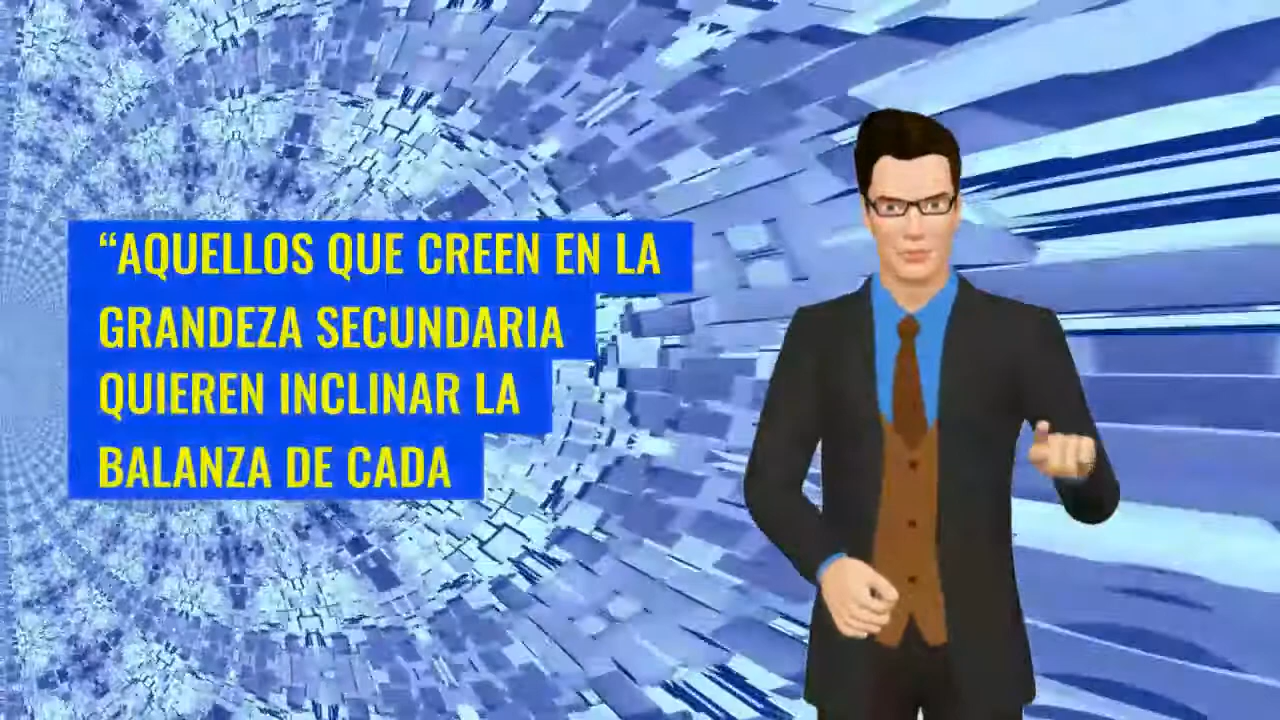 “AQUELLOS QUE CREEN EN LA
GRANDEZA SECUNDARIA
QUIEREN INCLINAR LA
BALANZA DE CADA